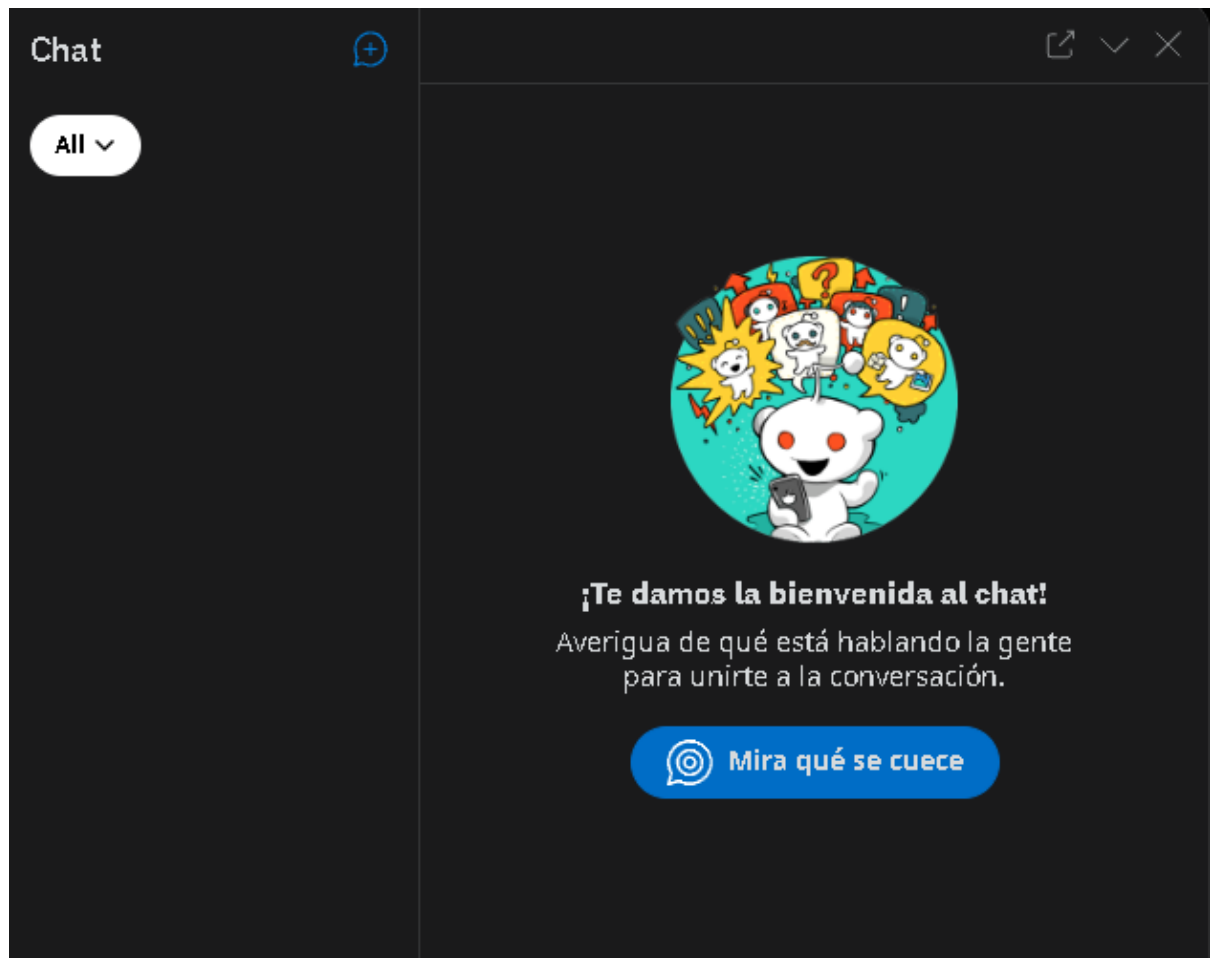 Chat
All
¡Te damos la bienvenida al chat!
Averigua de qué está hablando la gente
para unirte a la conversación.
Mira qué se cuece